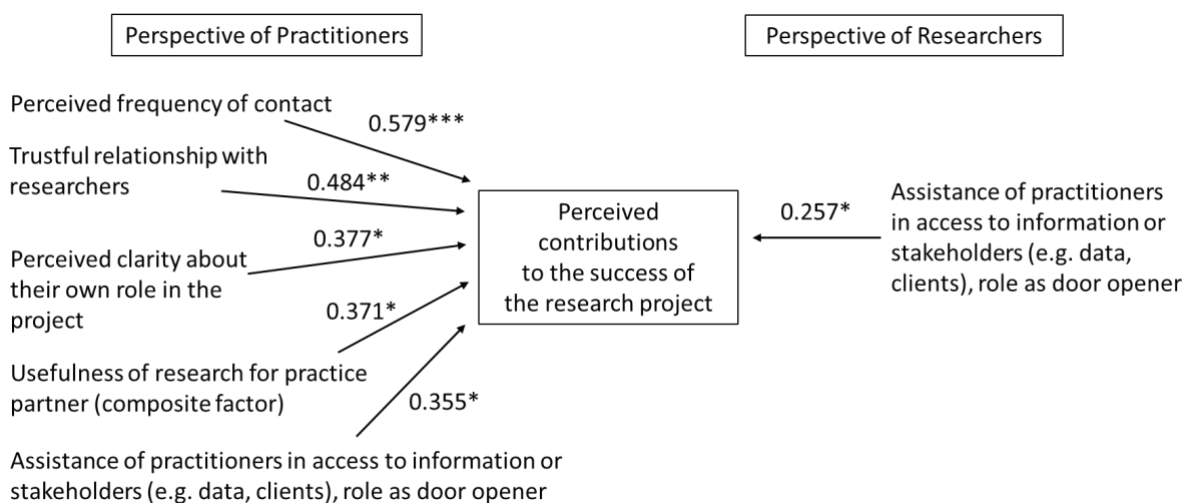 Perspective of Practitioners
Perspective of Researchers
Perceived frequency of contact
0.579***
Trustful relationship with
researchers
0.484**
Perceived clarity about
their own role in the
project
0.377*
Usefulness of research for practice
partner (composite factor)
0.371*
Assistance of practitioners in access to information or
stakeholders (e.g. data, clients), role as door opener
0.355*
Perceived
contributions
to the success of
the research project
0.257*
Assistance of practitioners
in access to information or
stakeholders (e.g. data,
clients), role as door opener